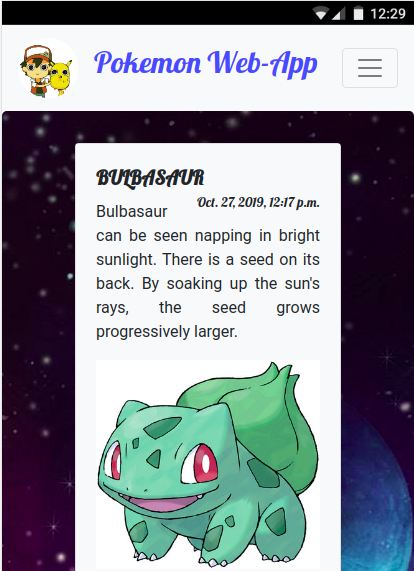 12:29
Pokemon Web-App
BULBASAUR
Oct. 27, 2019, 12:17 p.m.
Bulbasaur
can be seen napping in bright
sunlight. There is a seed on its
back. By soaking up the sun's
rays, the seed grows
progressively larger.